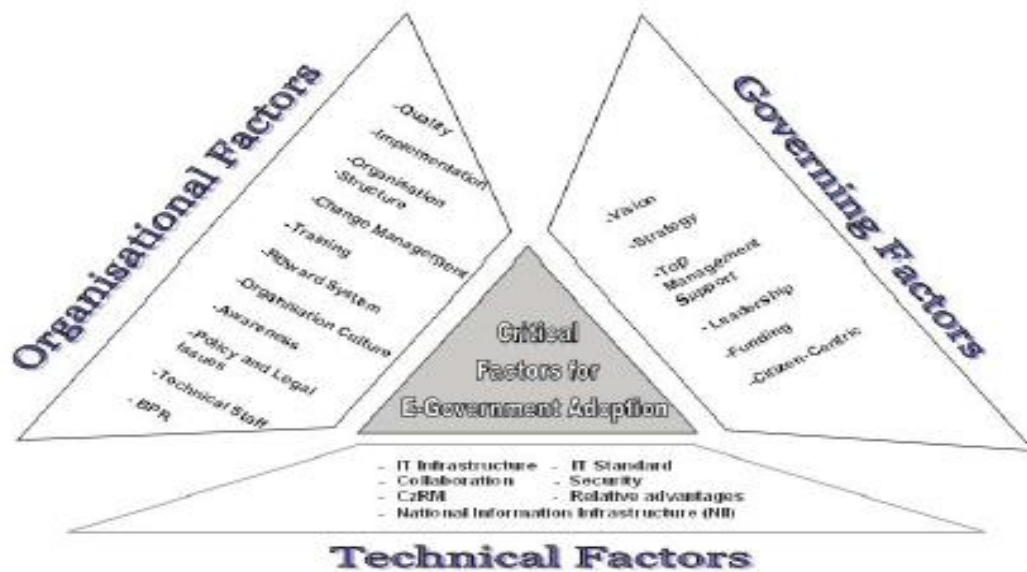 Organisational Factors
-Quality
-Implementation
-Organisation
Structure
-Change Management
-Training
-Reward System
-Organisation Culture
-Awareness
-Policy and Legal
Issues
-Technical Staff
- BPR
Governing Factors
-Vision
-Strategy
-Top
Management
Support
- Leadership
-Funding
-Citizen-Centric
Critical
Factors for
E-Government Adoption
- IT Infrastructure - IT Standard
- Collaboration - Security
- CzRM - Relative advantages
- National Information Infrastructure (NII)
Technical Factors